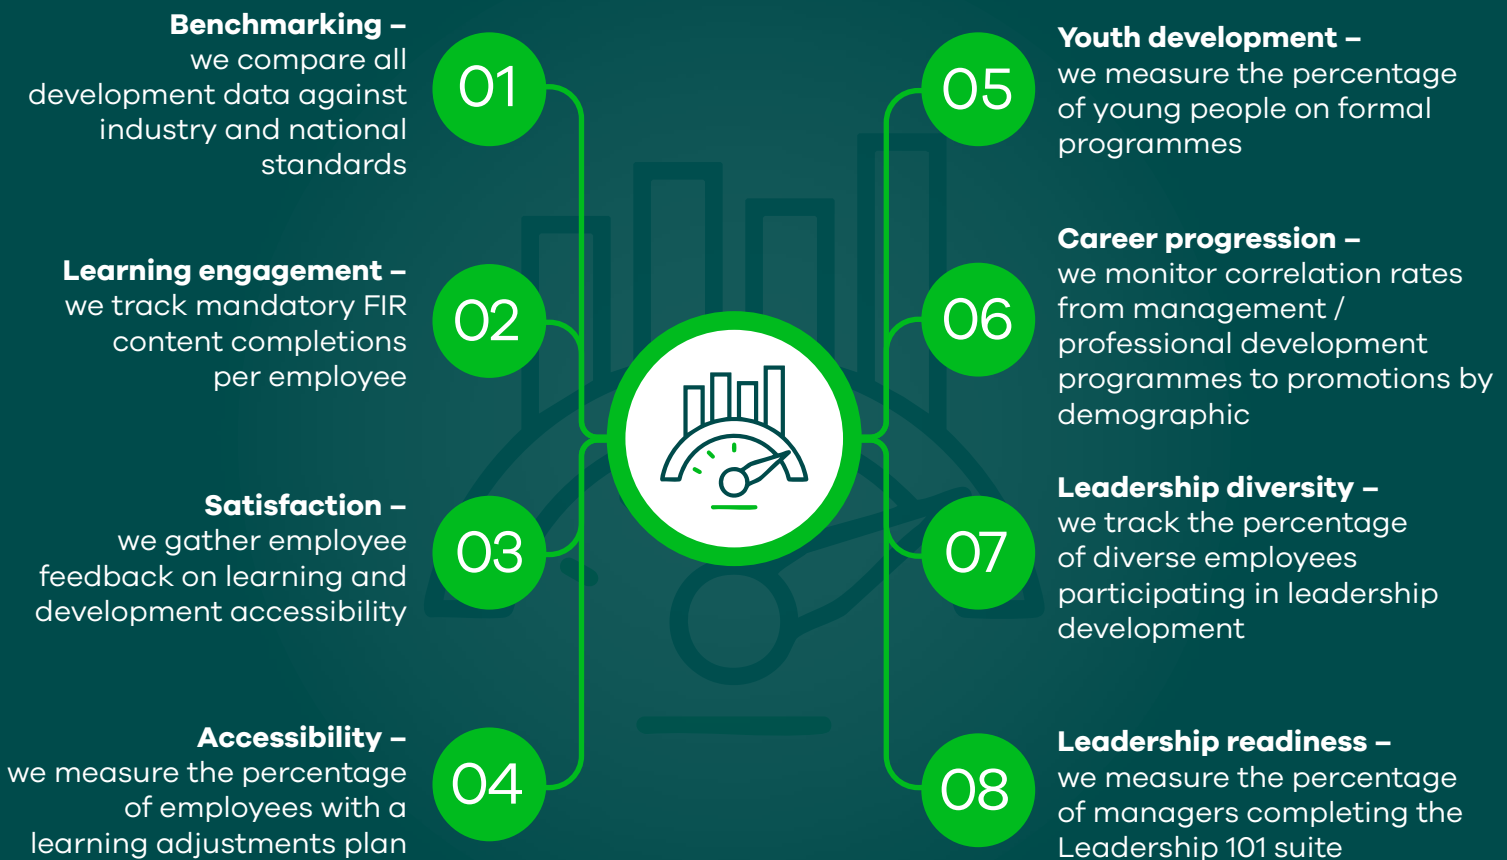 Benchmarking –
we compare all
development data against
industry and national
standards
01
Learning engagement –
we track mandatory FIR
content completions
per employee
02
Satisfaction –
we gather employee
feedback on learning and
development accessibility
03
Accessibility –
we measure the percentage
of employees with a
learning adjustments plan
04
05
Youth development –
we measure the percentage
of young people on formal
programmes
06
Career progression –
we monitor correlation rates
from management /
professional development
programmes to promotions by
demographic
07
Leadership diversity –
we track the percentage
of diverse employees
participating in leadership
development
08
Leadership readiness –
we measure the percentage
of managers completing the
Leadership 101 suite